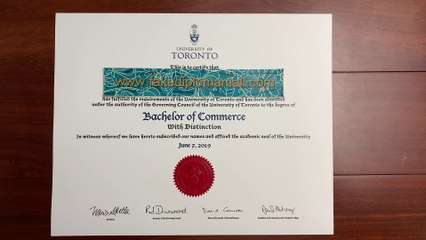 UNIVERSITY OF
TORONTO
This is to certify that
www.fakediplomamall.com
has fulfilled the requirements of the University of Toronto and has been admitted
under the authority of the Governing Council of the University of Toronto to the degree of
Bachelor of Commerce
With Distinction
In witness whereof we have hereto subscribed our names and affixed the academic seal of the University
June 7, 2019